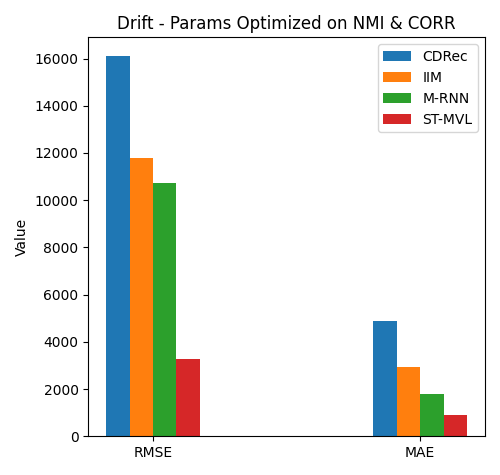 Drift - Params Optimized on NMI & CORR
CDRec
IIM
M-RNN
ST-MVL
Value
16000
14000
12000
10000
8000
6000
4000
2000
0
RMSE
MAE